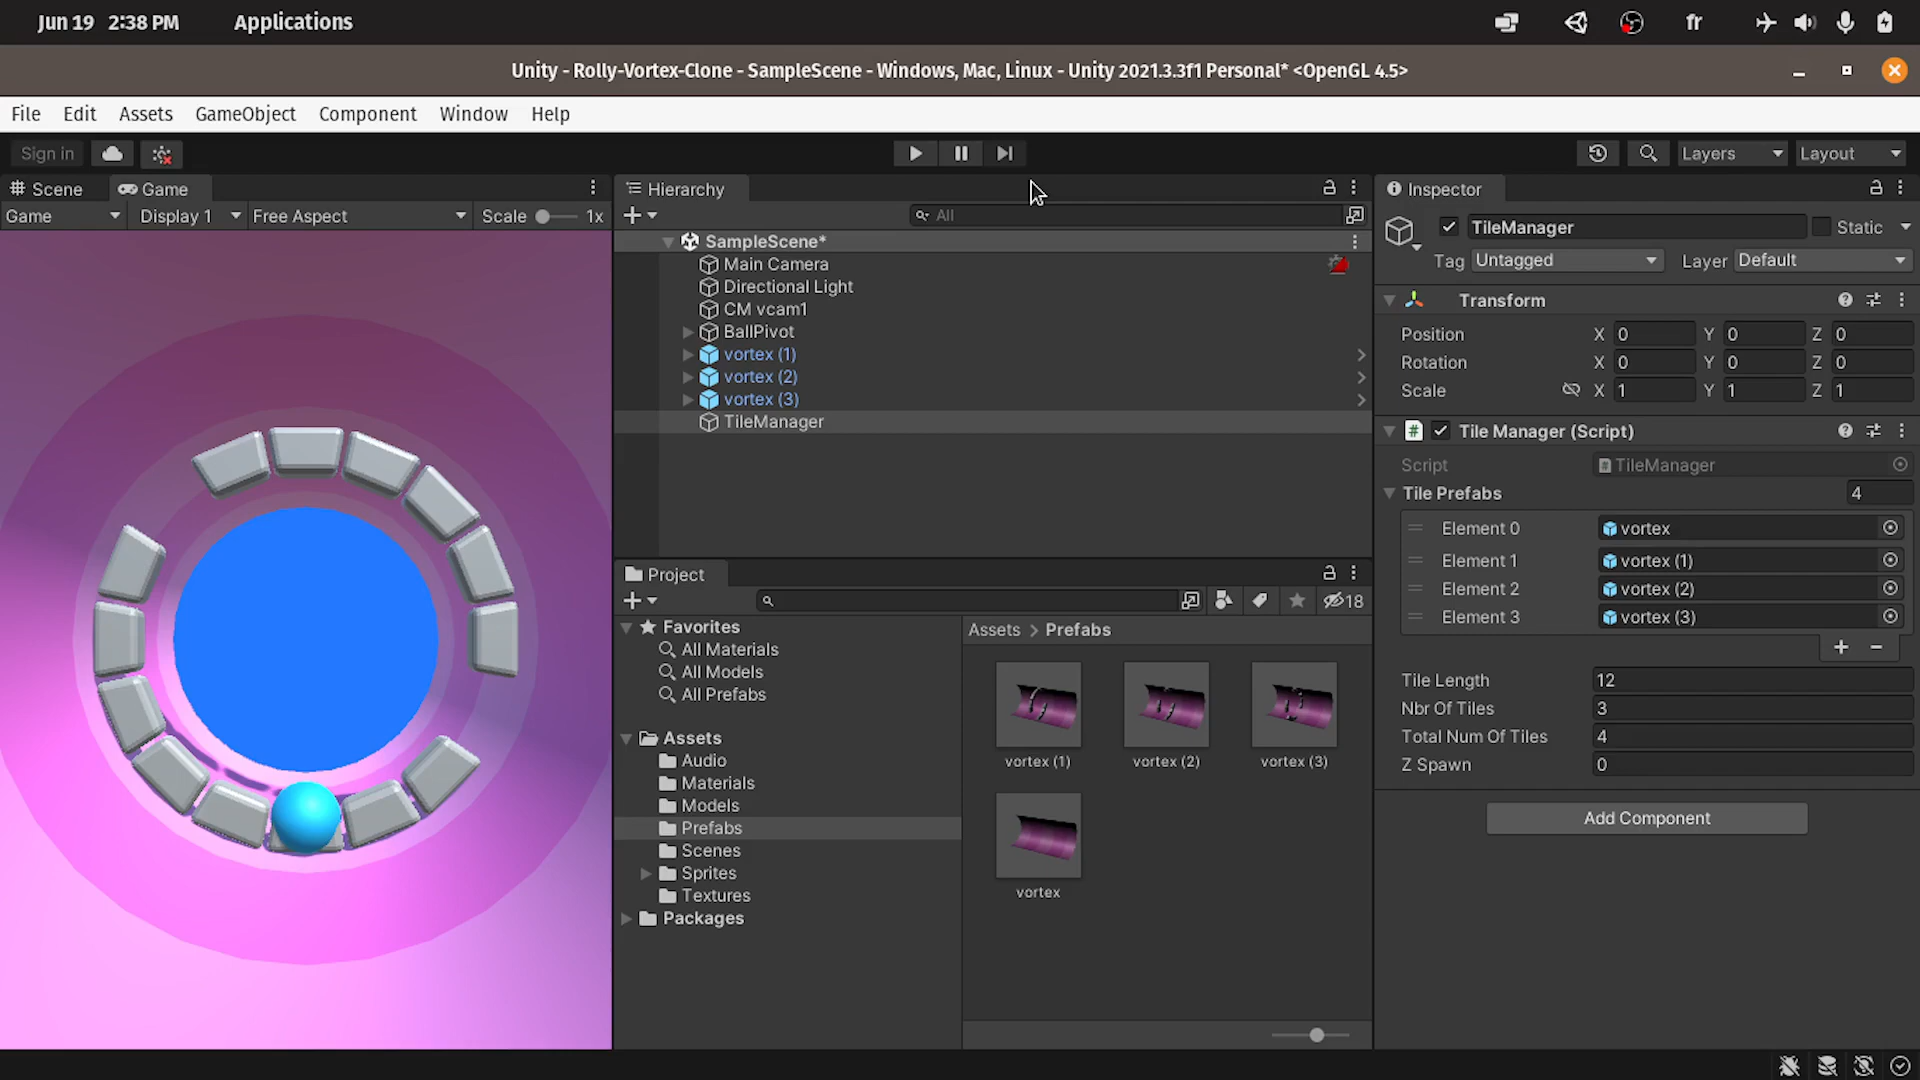 Jun 19 2:38 PM Applications fr
Unity - Rolly-Vortex-Clone - SampleScene - Windows, Mac, Linux - Unity 2021.3.3f1 Personal* <OpenGL 4.5>
File Edit Assets GameObject Component Window Help
Sign in Layers Layout
Scene Game
Game Display 1 Free Aspect Scale 1x
Hierarchy
All
SampleScene*
Main Camera
Directional Light
CM vcam1
BallPivot
vortex (1)
vortex (2)
vortex (3)
TileManager
Project
18
Favorites
All Materials
All Models
All Prefabs
Assets
Audio
Materials
Models
Prefabs
Scenes
Sprites
Textures
Packages
Assets > Prefabs
vortex (1) vortex (2) vortex (3)
vortex
Inspector
TileManager Static
Tag Untagged Layer Default
Transform
Position X 0 Y 0 Z 0
Rotation X 0 Y 0 Z 0
Scale X 1 Y 1 Z 1
# Tile Manager (Script)
Script TileManager
Tile Prefabs 4
Element 0 vortex
Element 1 vortex (1)
Element 2 vortex (2)
Element 3 vortex (3)
+ -
Tile Length 12
Nbr Of Tiles 3
Total Num Of Tiles 4
Z Spawn 0
Add Component